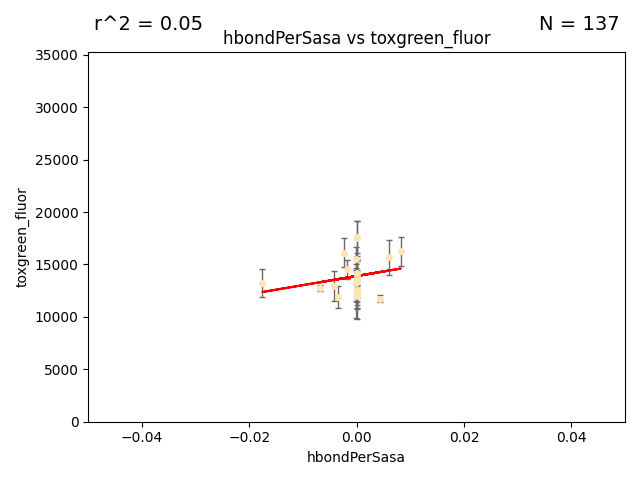 r^2 = 0.05
N = 137
hbondPerSasa vs toxgreen_fluor
35000
30000
25000
20000
15000
10000
5000
0
toxgreen_fluor
−0.04
−0.02
0.00
0.02
0.04
hbondPerSasa